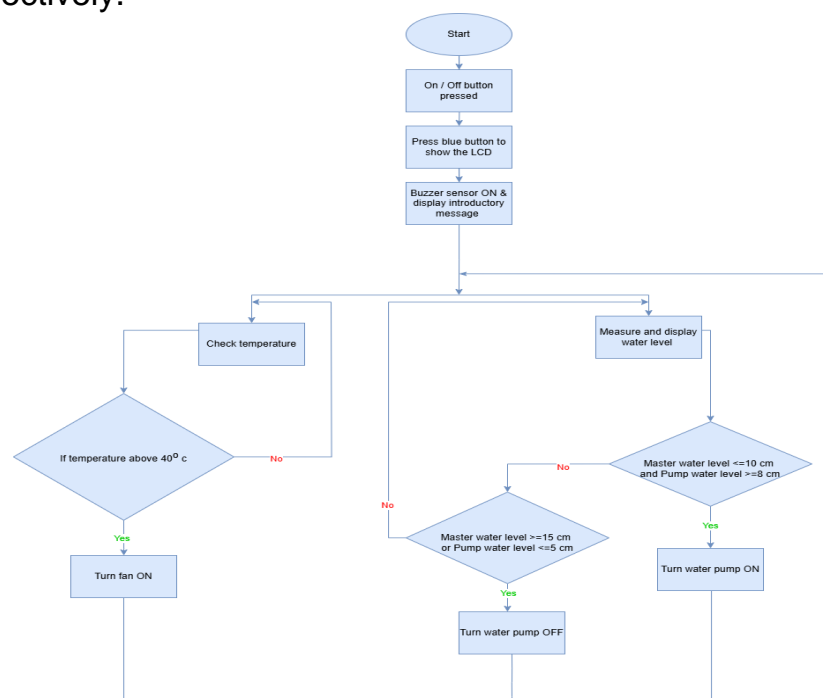 ectively.
Start
On / Off button
pressed
Press blue button to
show the LCD
Buzzer sensor ON &
display introductory
message
Check temperature
Measure and display
water level
If temperature above 40⁰ c
No
Yes
Turn fan ON
Master water level <=10 cm
and Pump water level >=8 cm
No
Yes
Turn water pump ON
No
Master water level >=15 cm
or Pump water level <=5 cm
Yes
Turn water pump OFF